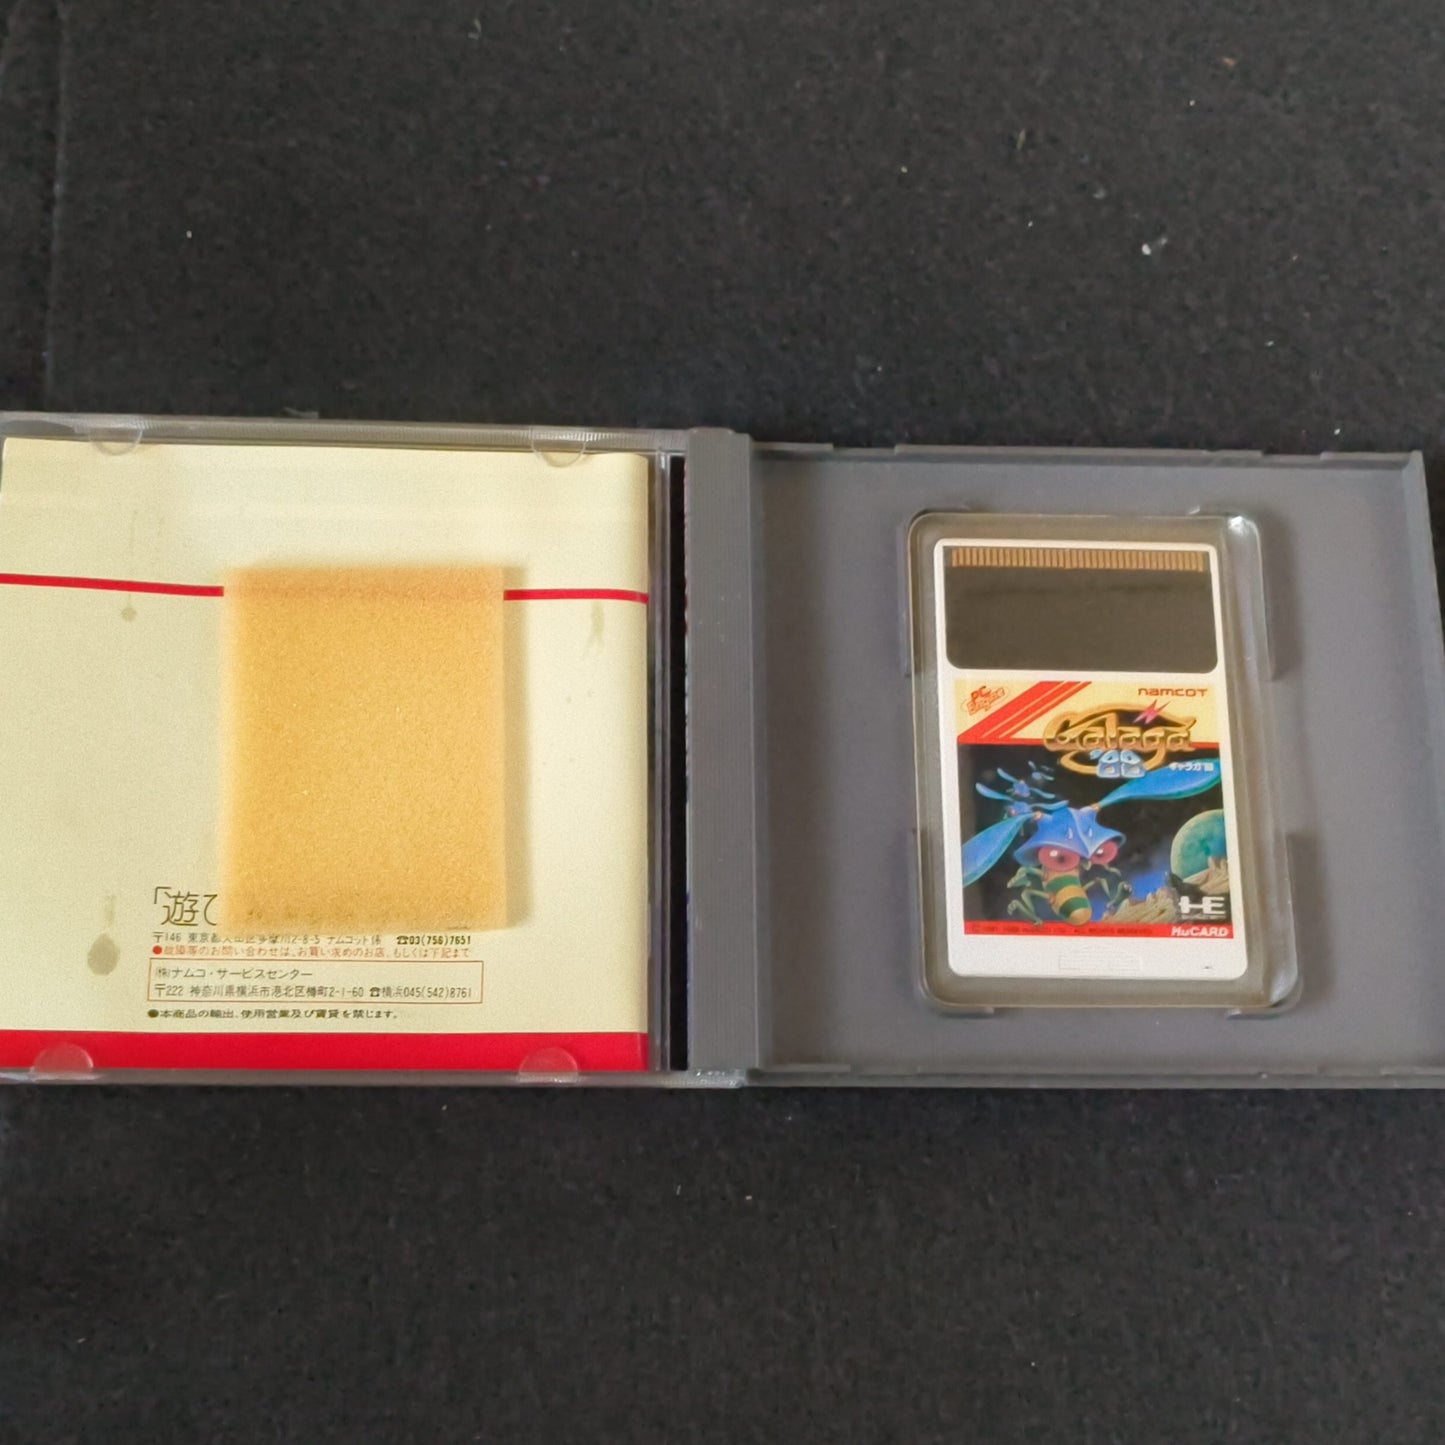 「遊び
〒146 東京都大田区多摩川2-8-5 ナムコット係 ☎03(756)7651
●故障等のお問い合わせは、お買い求めのお店、もしくは下記まで
(株)ナムコ・サービスセンター
〒222 神奈川県横浜市港北区樽町2-1-60 ☎横浜045(542)8761
●本商品の輸出、使用営業及び賃貸を禁じます。
PC Engine
namcot
Galaga
'88
ギャラガ'88
HE
HuCARD